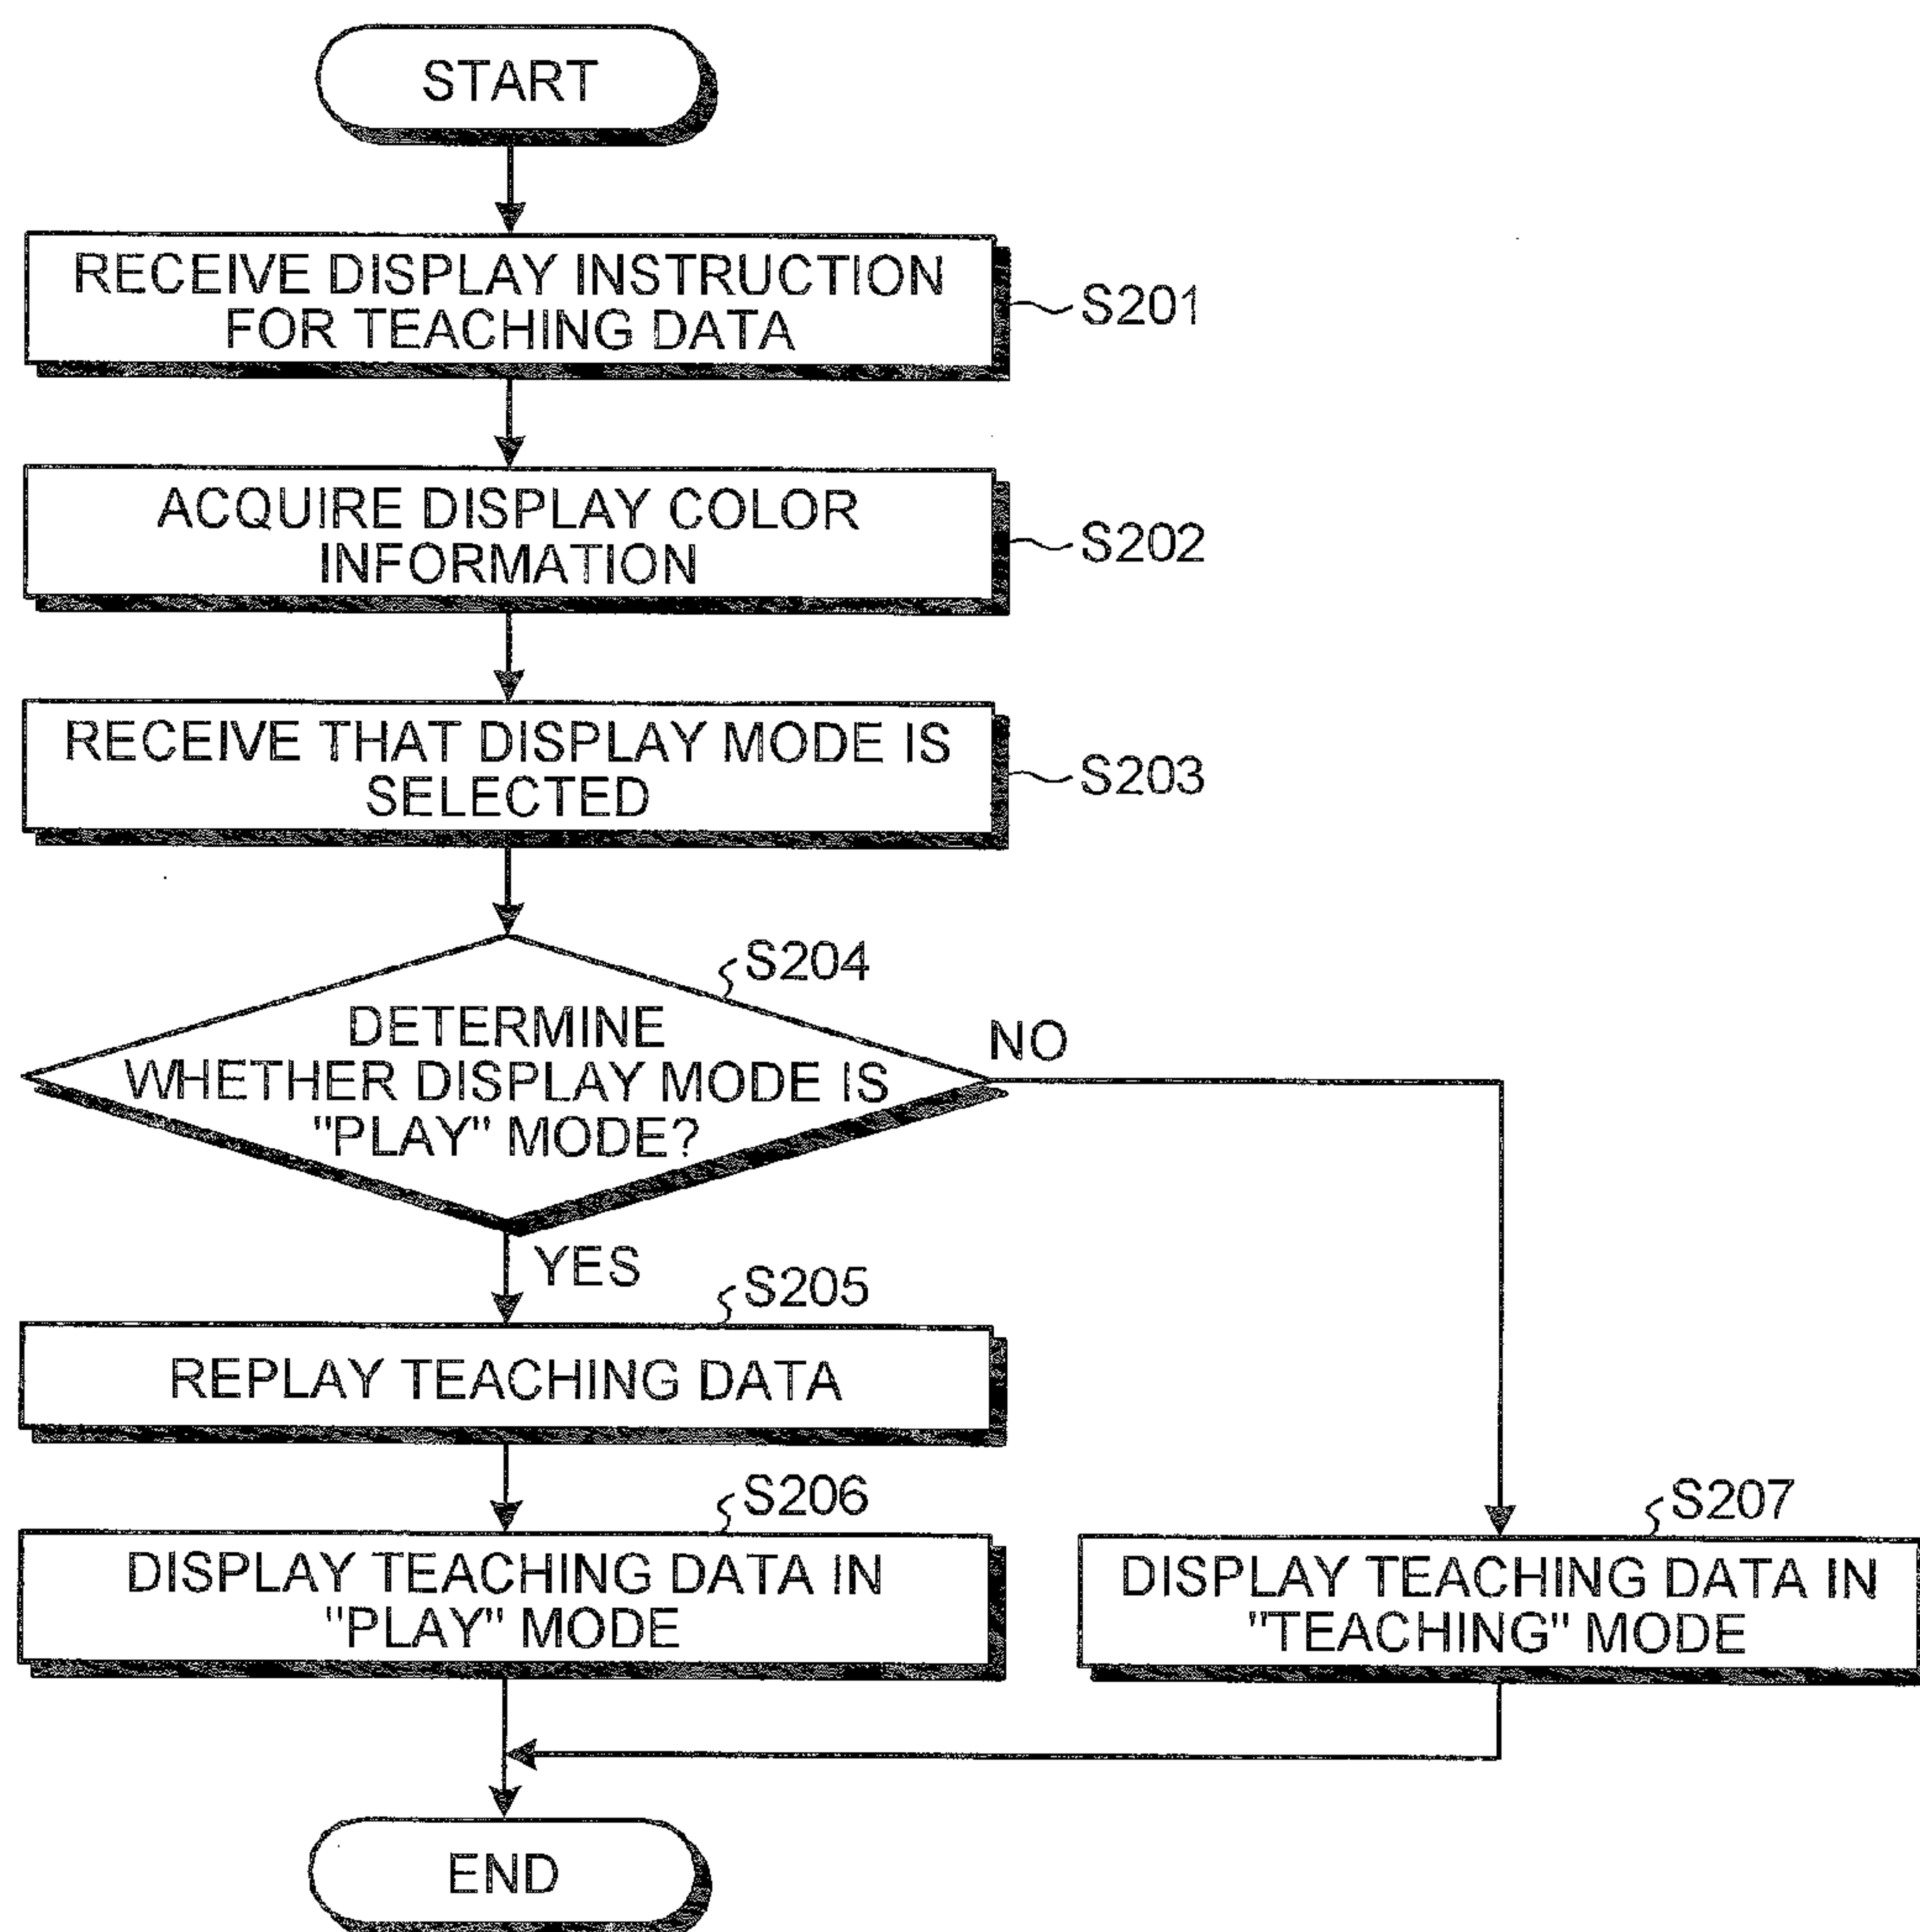 START
RECEIVE DISPLAY INSTRUCTION
FOR TEACHING DATA
S201
ACQUIRE DISPLAY COLOR
INFORMATION
S202
RECEIVE THAT DISPLAY MODE IS
SELECTED
S203
S204
DETERMINE
WHETHER DISPLAY MODE IS
"PLAY" MODE?
NO
YES
S205
REPLAY TEACHING DATA
S206
DISPLAY TEACHING DATA IN
"PLAY" MODE
S207
DISPLAY TEACHING DATA IN
"TEACHING" MODE
END